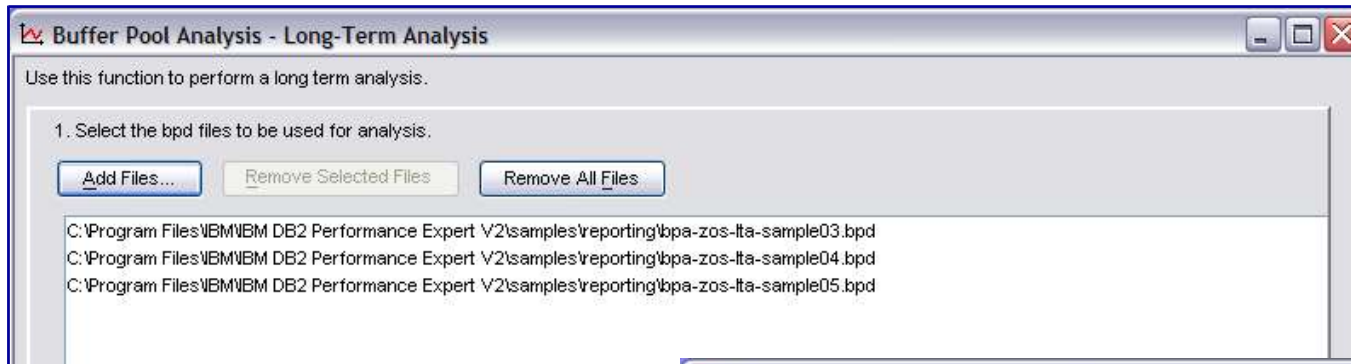 Buffer Pool Analysis - Long-Term Analysis
Use this function to perform a long term analysis.
1. Select the bpd files to be used for analysis.
Add Files... Remove Selected Files Remove All Files
C:\Program Files\IBM\IBM DB2 Performance Expert V2\samples\reporting\bpa-zos-lta-sample03.bpd
C:\Program Files\IBM\IBM DB2 Performance Expert V2\samples\reporting\bpa-zos-lta-sample04.bpd
C:\Program Files\IBM\IBM DB2 Performance Expert V2\samples\reporting\bpa-zos-lta-sample05.bpd